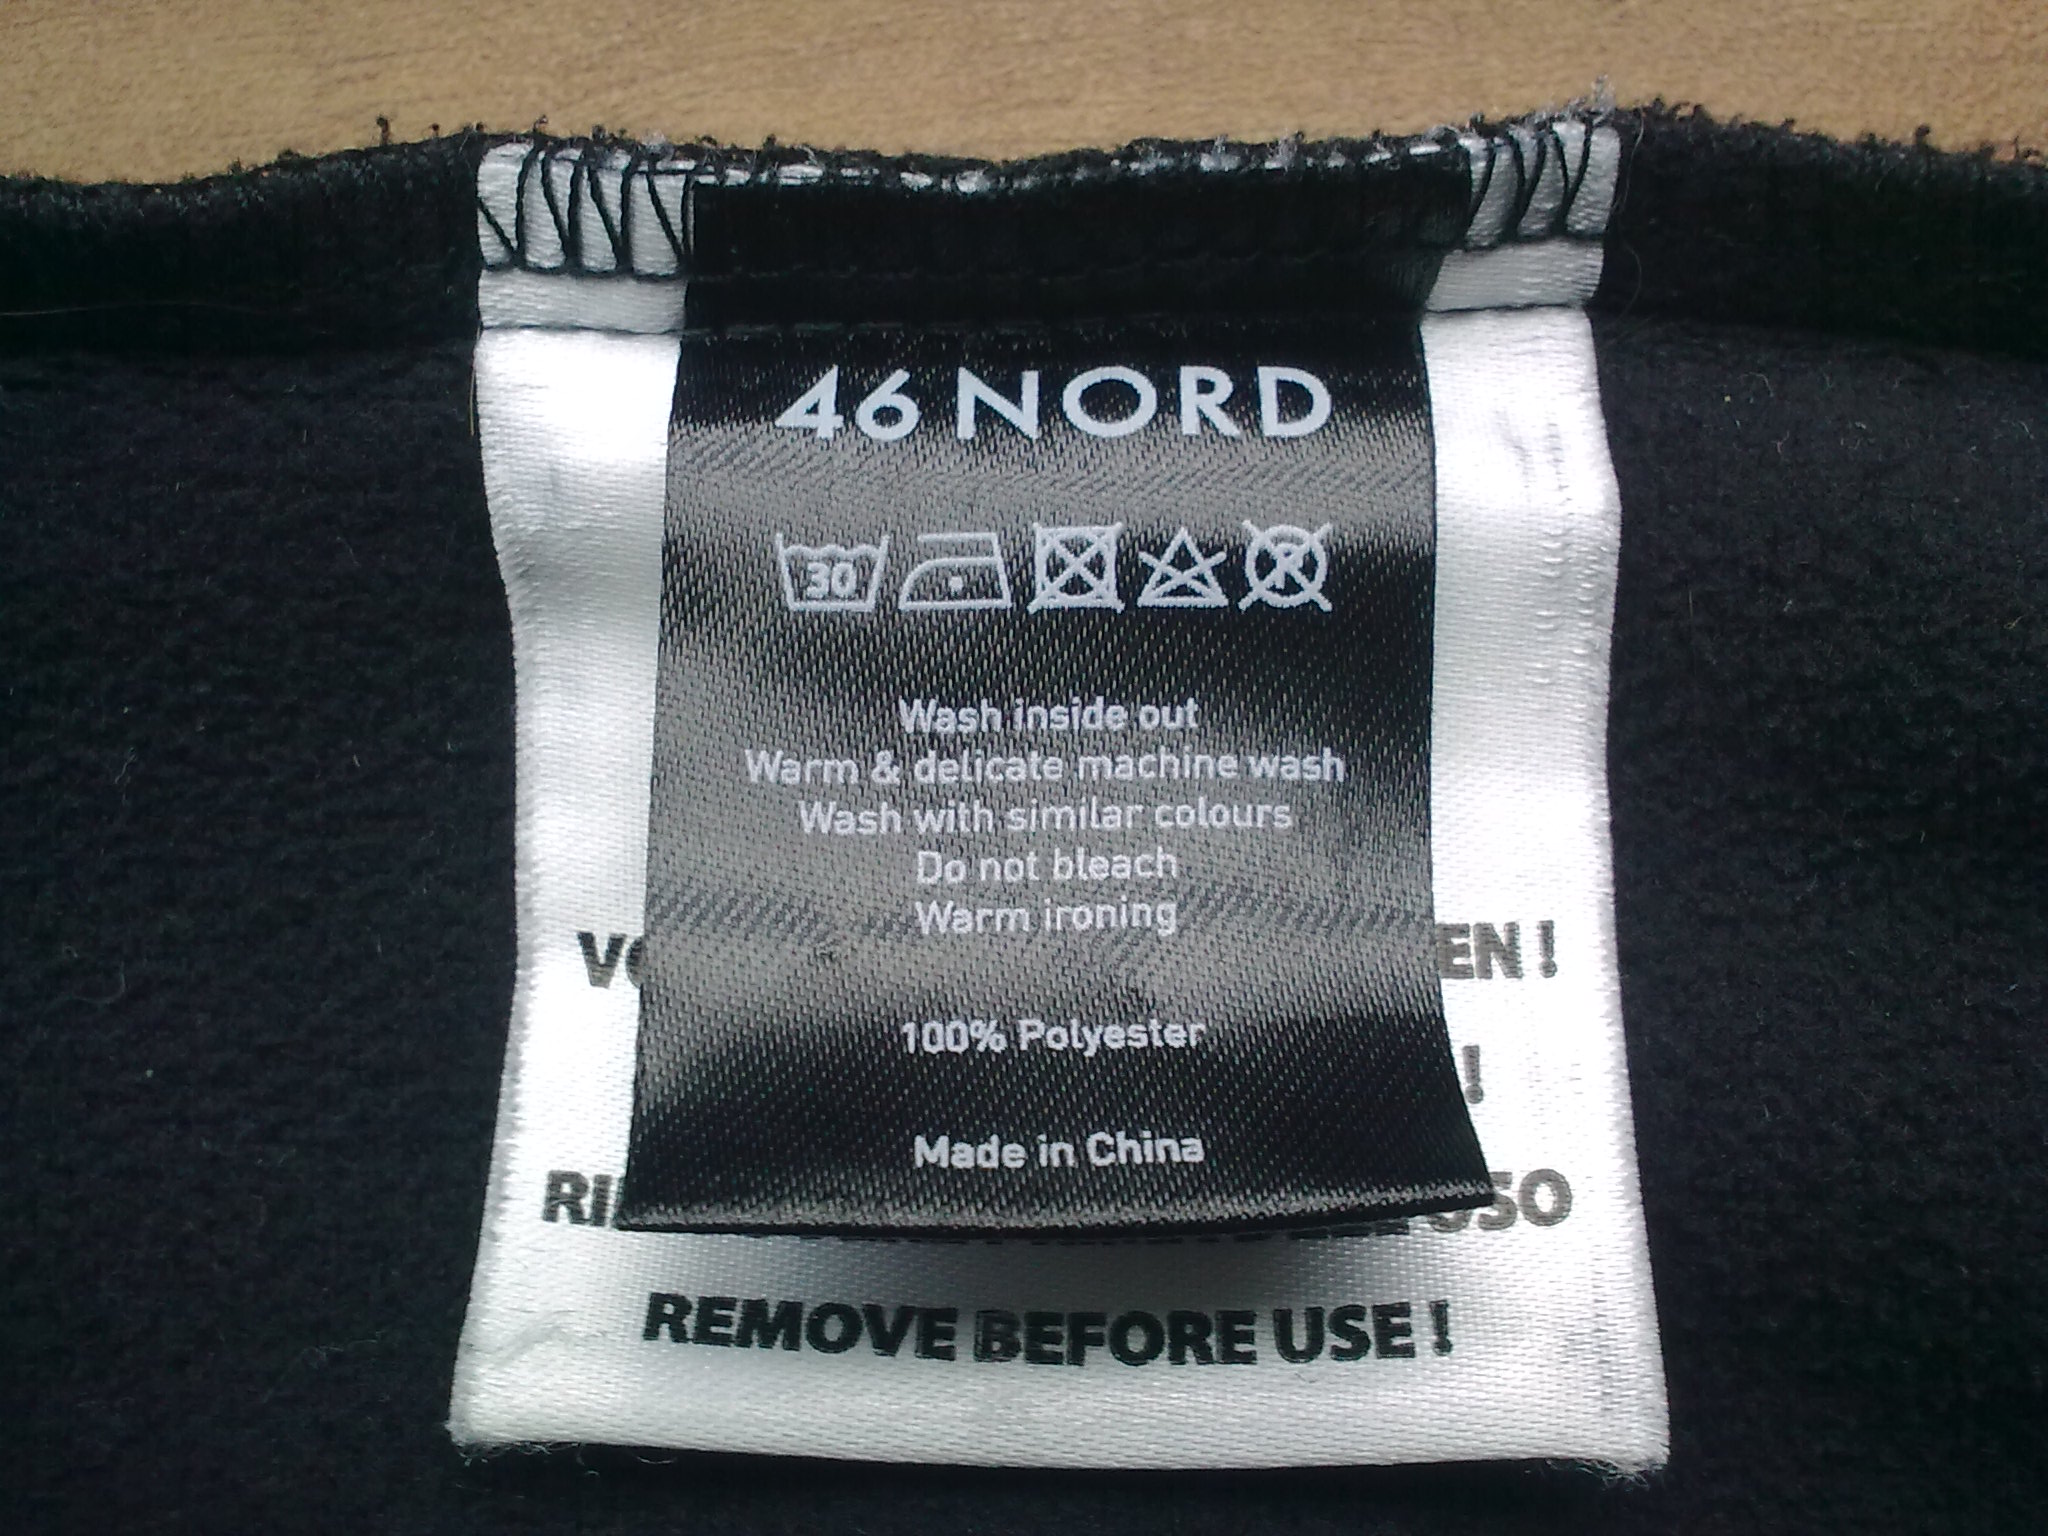 46 NORD
30
Wash inside out
Warm & delicate machine wash
Wash with similar colours
Do not bleach
Warm ironing
100% Polyester
Made in China
REMOVE BEFORE USE !